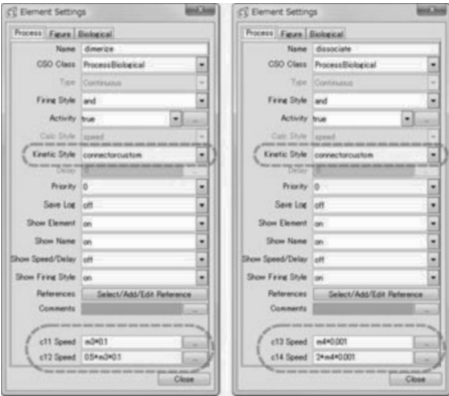 Element Settings
Process Figure Biological
Name dimerize
CSO Class ProcessBiological
Type Continuous
Firing Style and
Activity true ...
Calc Style speed
Kinetic Style connectorcustom
Delay
Priority 0
Save Log off
Show Element on
Show Name on
Show Speed/Delay off
Show Firing Style on
References Select/Add/Edit Reference
Comments ...
c11 Speed m3*0.1 ...
c12 Speed 0.5*m3*0.1 ...
Close
Element Settings
Process Figure Biological
Name dissociate
CSO Class ProcessBiological
Type Continuous
Firing Style and
Activity true ...
Calc Style speed
Kinetic Style connectorcustom
Delay
Priority 0
Save Log off
Show Element on
Show Name on
Show Speed/Delay off
Show Firing Style on
References Select/Add/Edit Reference
Comments ...
c13 Speed m4*0.001 ...
c14 Speed 2*m4*0.001 ...
Close